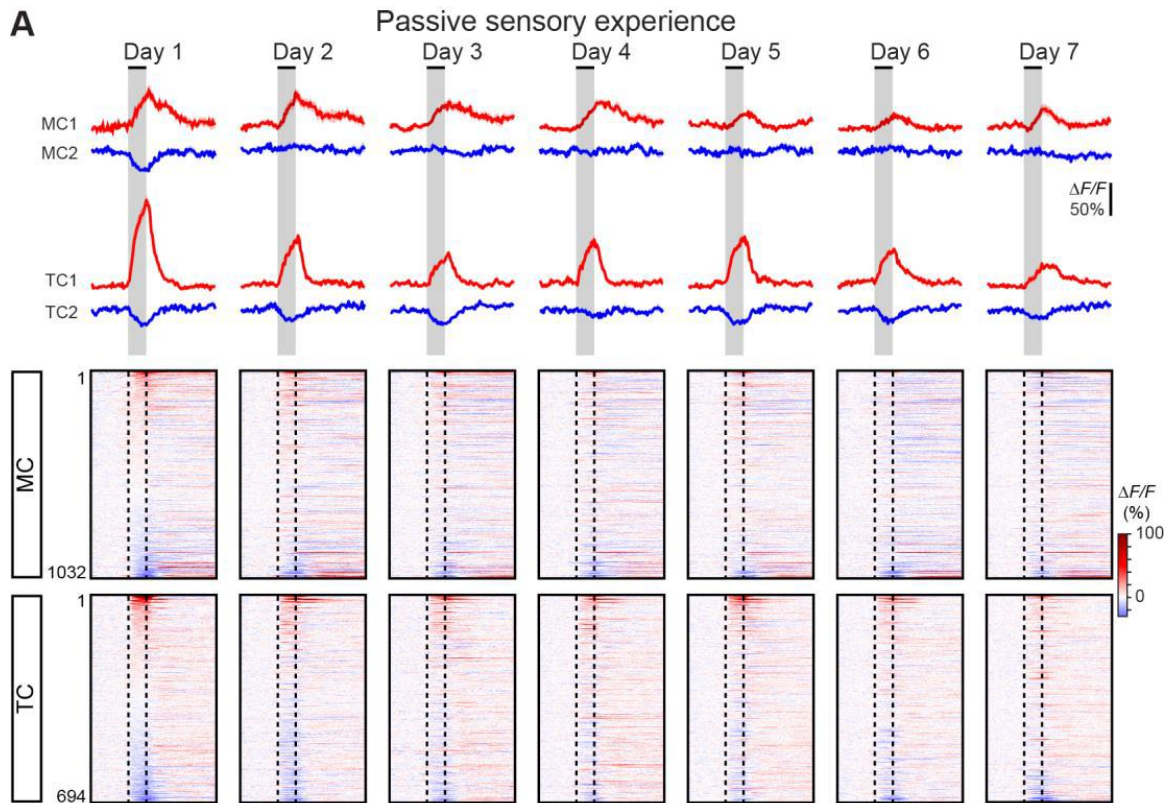 A
Passive sensory experience
Day 1 Day 2 Day 3 Day 4 Day 5 Day 6 Day 7
MC1
MC2
ΔF/F
50%
TC1
TC2
MC
1
1032
ΔF/F
(%)
100
0
TC
1
694